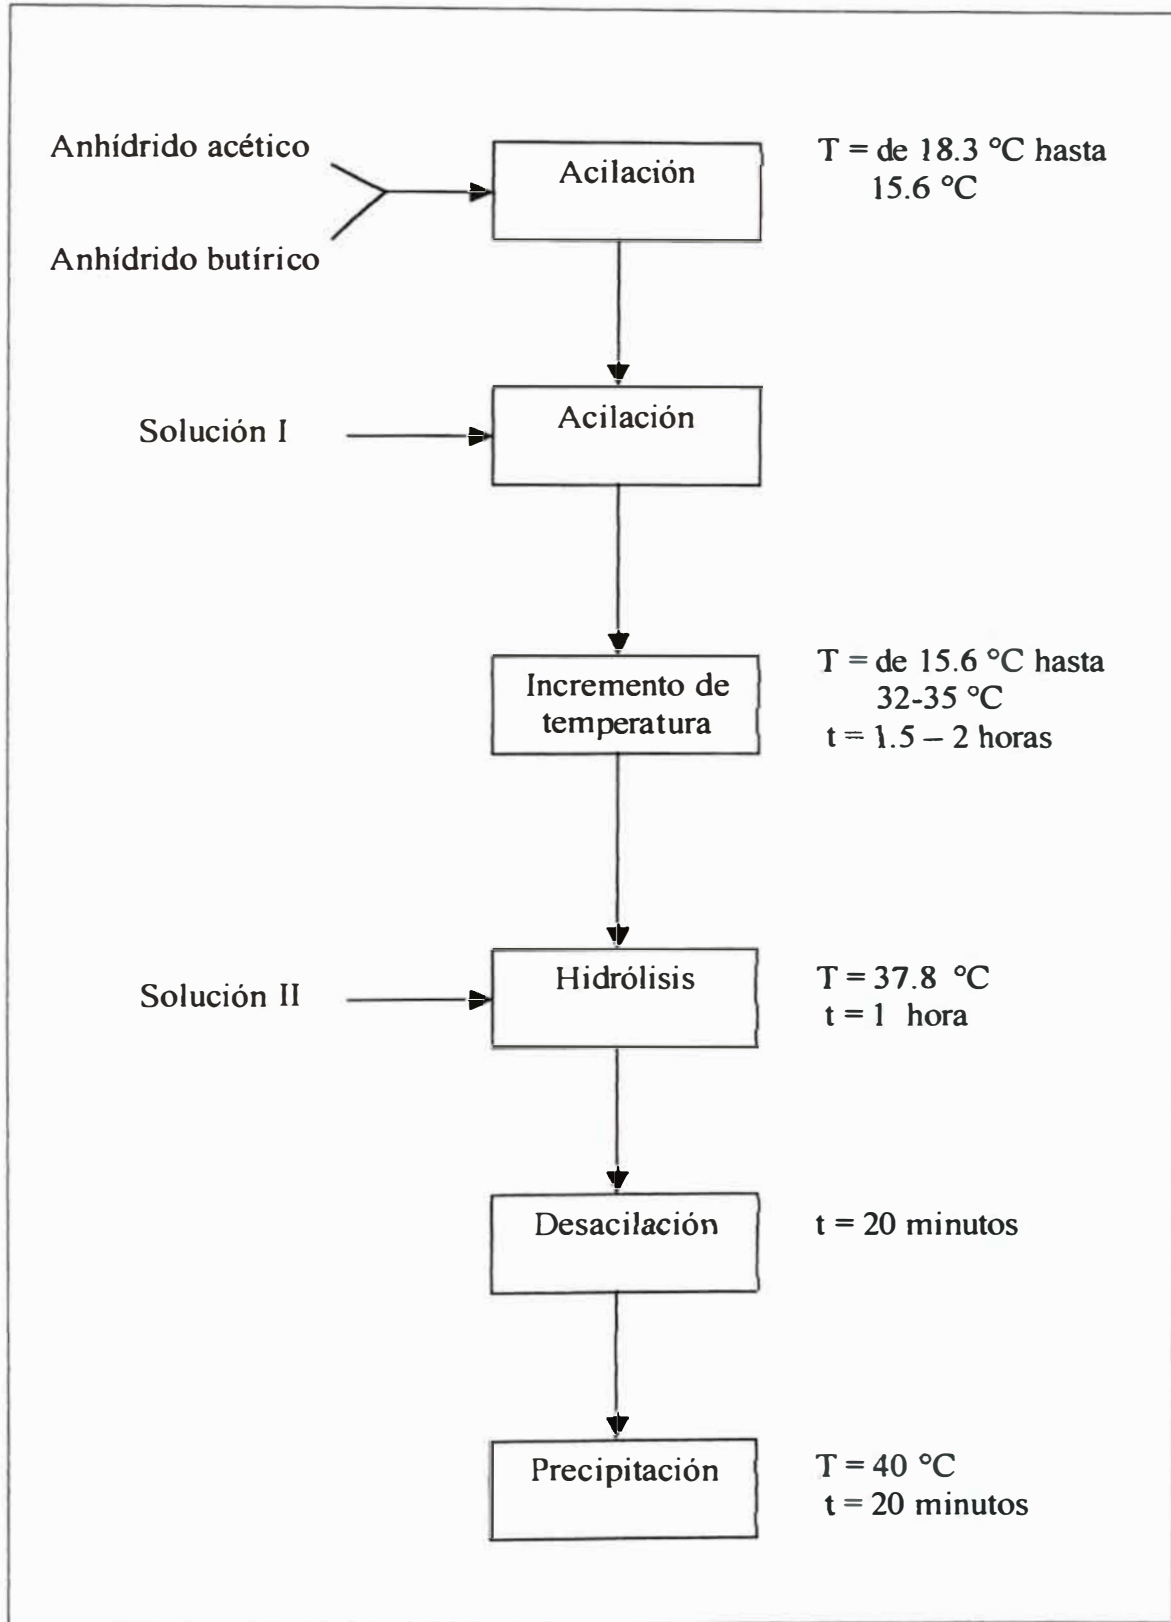 Anhídrido acético
Anhídrido butírico
Acilación
T = de 18.3 °C hasta
15.6 °C
Solución I
Acilación
Incremento de
temperatura
T = de 15.6 °C hasta
32-35 °C
t = 1.5 – 2 horas
Solución II
Hidrólisis
T = 37.8 °C
t = 1 hora
Desacilación
t = 20 minutos
Precipitación
T = 40 °C
t = 20 minutos